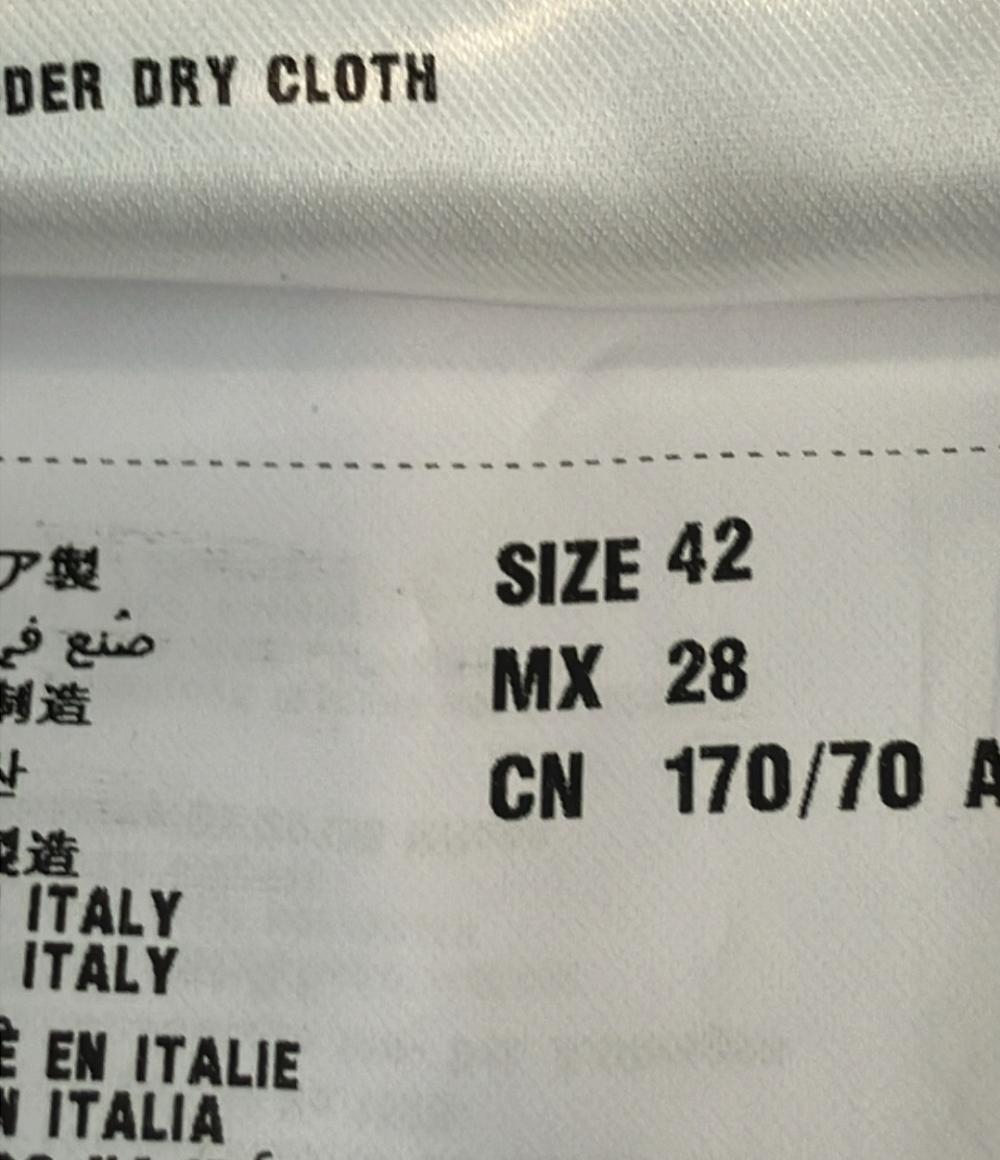 DER DRY CLOTH
ア製
صُنع في
制造
산
製造
ITALY
ITALY
É EN ITALIE
N ITALIA
SIZE 42
MX 28
CN 170/70 A